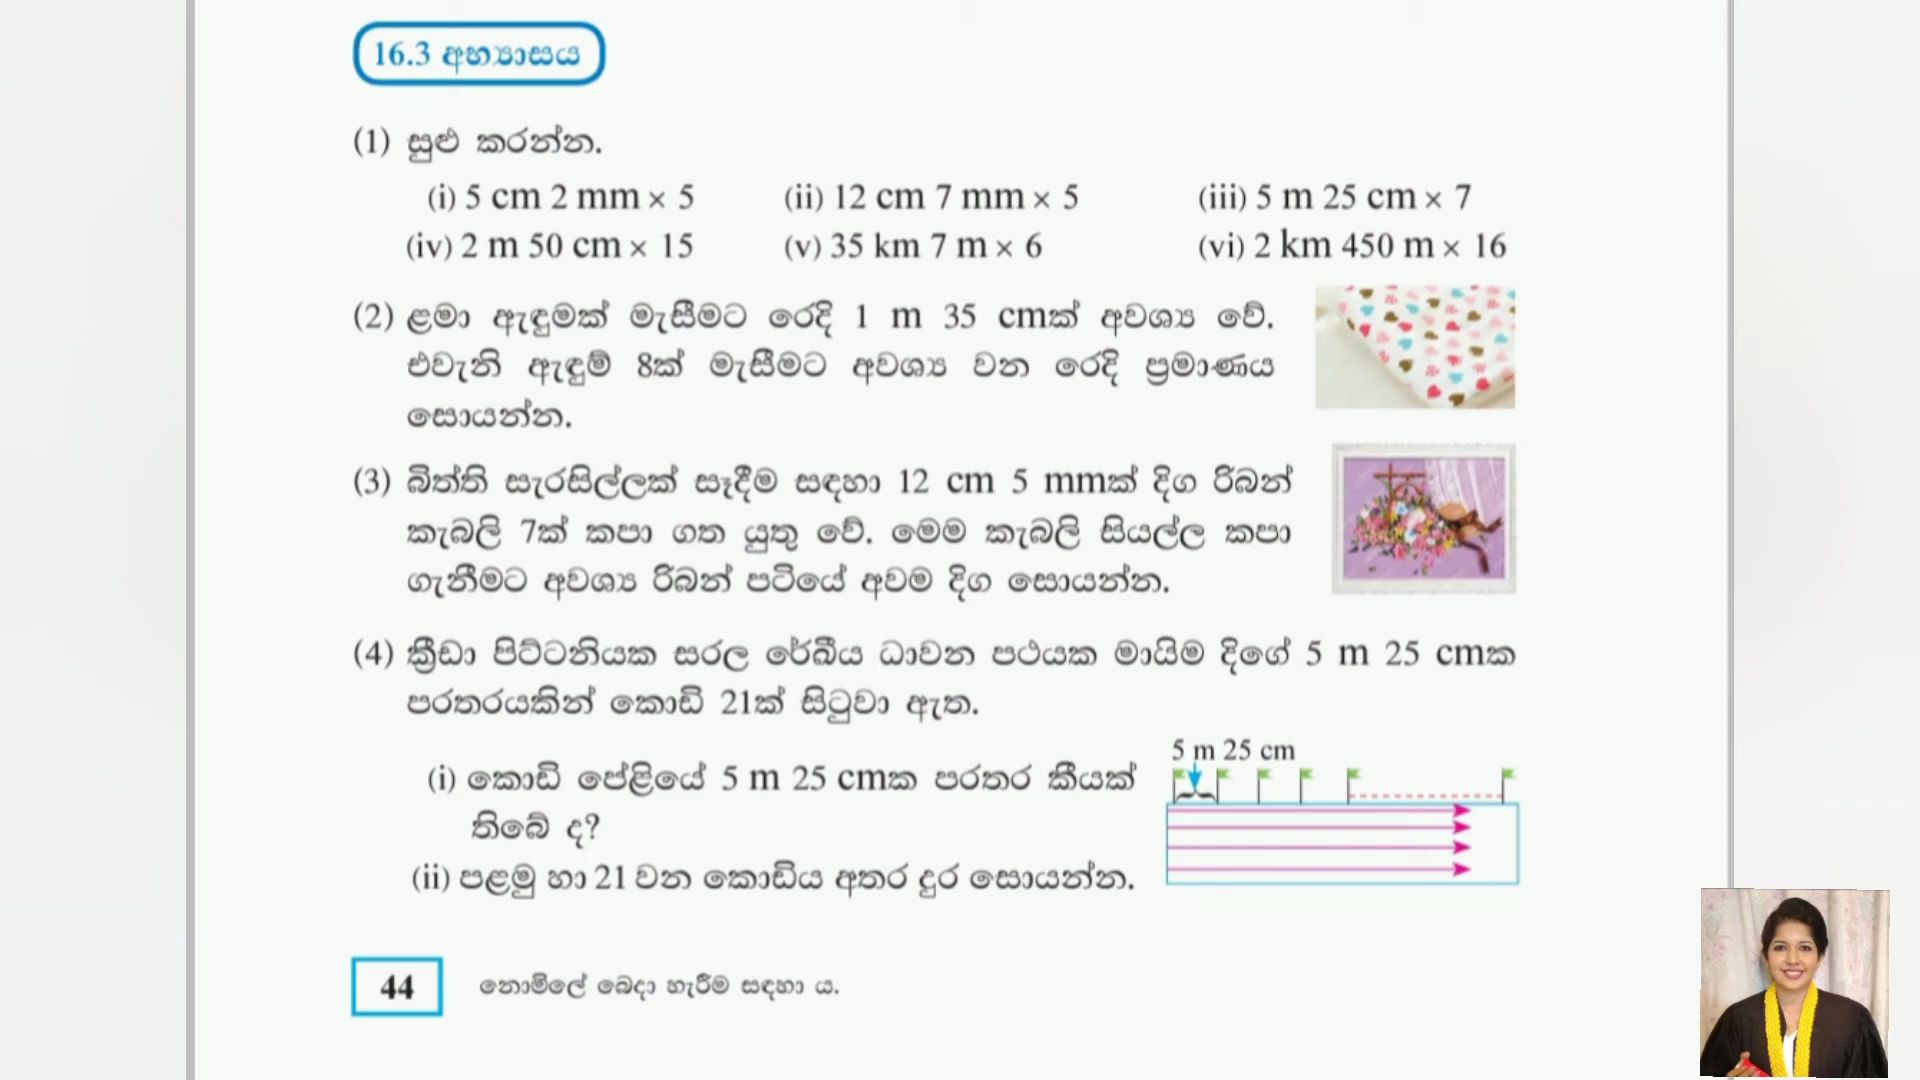 16.3 අභ්‍යාසය
(1) සුළු කරන්න.
(i) 5 cm 2 mm × 5 (ii) 12 cm 7 mm × 5 (iii) 5 m 25 cm × 7
(iv) 2 m 50 cm × 15 (v) 35 km 7 m × 6 (vi) 2 km 450 m × 16
(2) ළමා ඇඳුමක් මැසීමට රෙදි 1 m 35 cmක් අවශ්‍ය වේ.
එවැනි ඇඳුම් 8ක් මැසීමට අවශ්‍ය වන රෙදි ප්‍රමාණය
සොයන්න.
(3) බිත්ති සැරසිල්ලක් සෑදීම සඳහා 12 cm 5 mmක් දිග රිබන්
කැබලි 7ක් කපා ගත යුතු වේ. මෙම කැබලි සියල්ල කපා
ගැනීමට අවශ්‍ය රිබන් පටියේ අවම දිග සොයන්න.
(4) ක්‍රීඩා පිට්ටනියක සරල රේඛීය ධාවන පථයක මායිම දිගේ 5 m 25 cmක
පරතරයකින් කොඩි 21ක් සිටුවා ඇත.
(i) කොඩි පේළියේ 5 m 25 cmක පරතර කීයක්
තිබේ ද?
(ii) පළමු හා 21 වන කොඩිය අතර දුර සොයන්න.
5 m 25 cm
44 නොමිලේ බෙදා හැරීම සඳහා ය.